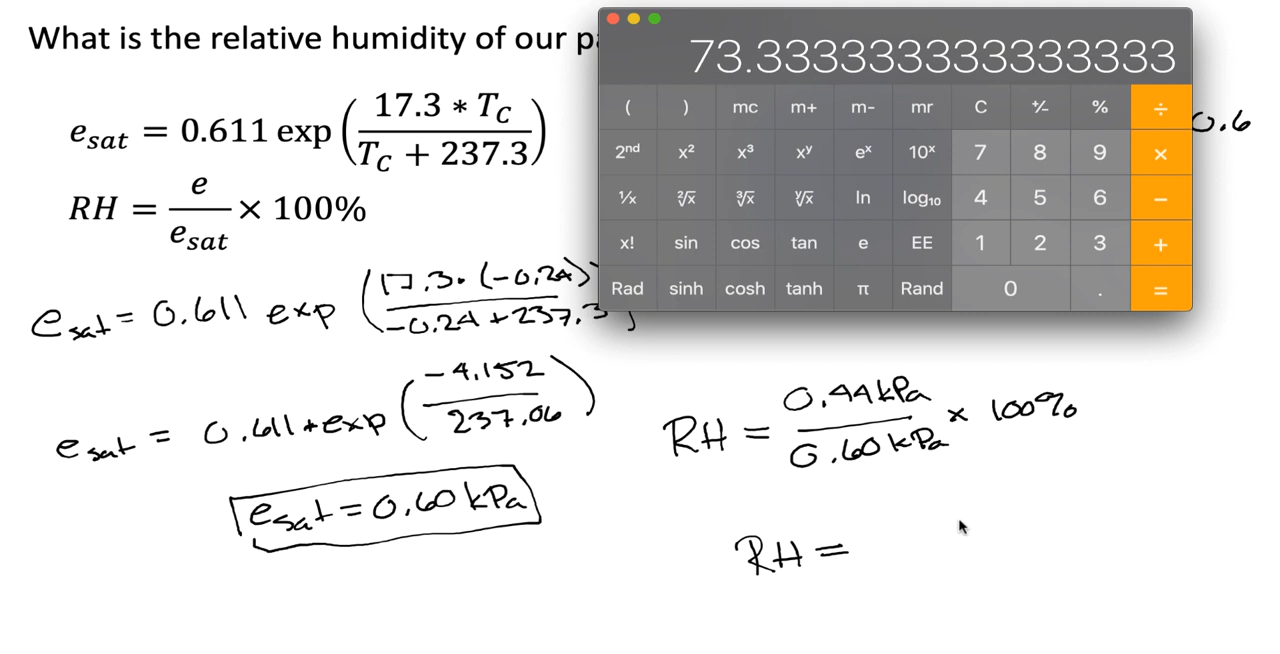 What is the relative humidity of our p
e_sat = 0.611 exp ( (17.3 * T_C) / (T_C + 237.3) )
RH = e / e_sat × 100%
e_sat = 0.611 exp ( (17.3 · (-0.24)) / (-0.24 + 237.3) )
e_sat = 0.611 * exp ( (-4.152) / (237.06) )
e_sat = 0.60 kPa
73.3333333333333333
( ) mc m+ m- mr C +/- % ÷
2nd x² x³ xʸ eˣ 10ˣ 7 8 9 ×
1/x ²√x ³√x ʸ√x ln log₁₀ 4 5 6 −
x! sin cos tan e EE 1 2 3 +
Rad sinh cosh tanh π Rand 0 . =
0.6
RH = 0.44 kPa / 0.60 kPa × 100%
RH =